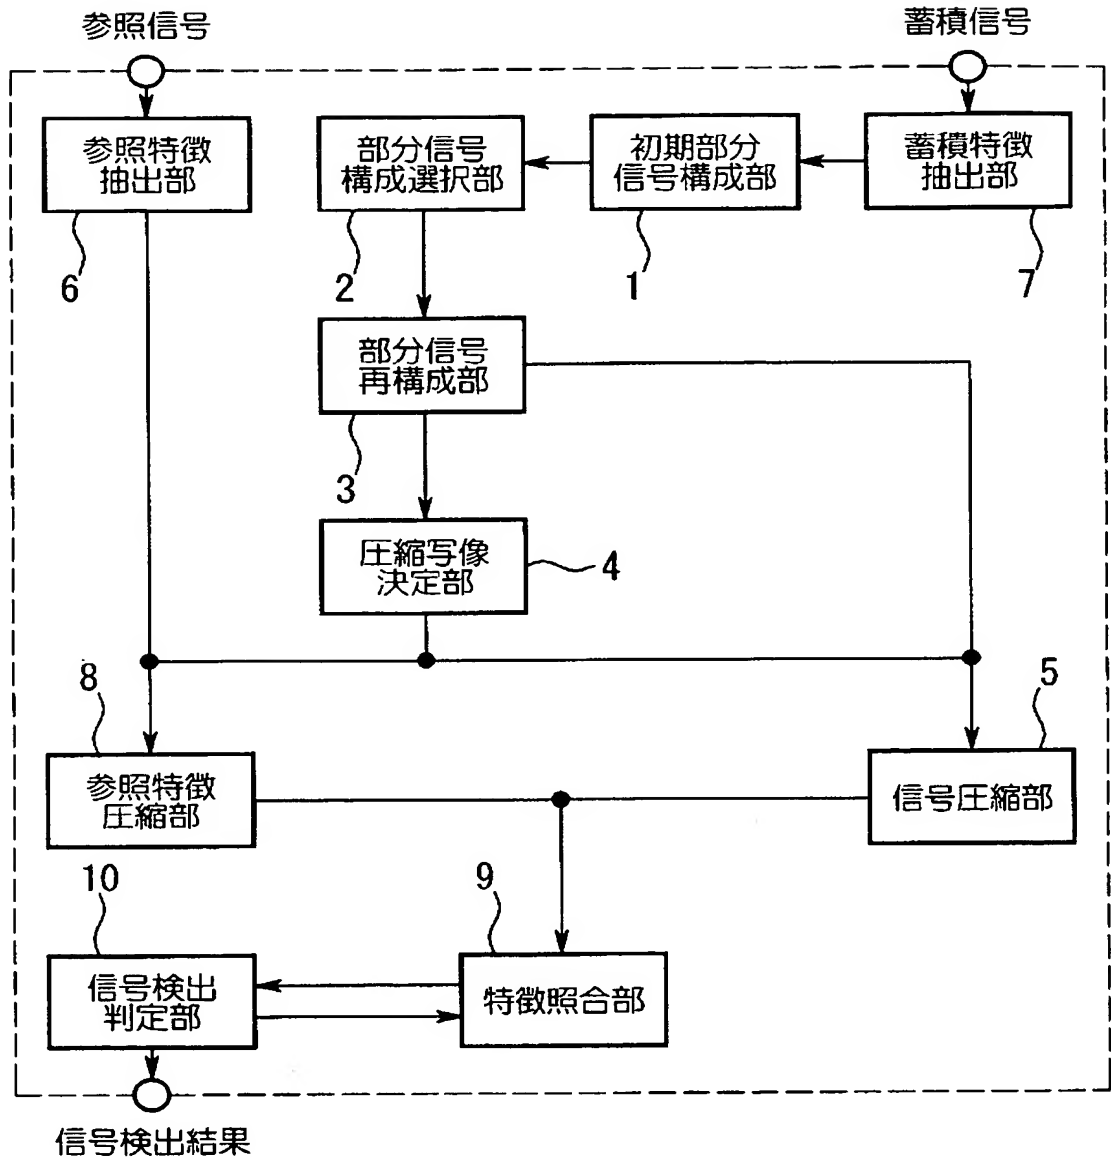 参照信号
蓄積信号
参照特徴
抽出部
部分信号
構成選択部
初期部分
信号構成部
蓄積特徴
抽出部
6
2
1
7
部分信号
再構成部
3
圧縮写像
決定部
4
8
5
参照特徴
圧縮部
信号圧縮部
10
9
信号検出
判定部
特徴照合部
信号検出結果